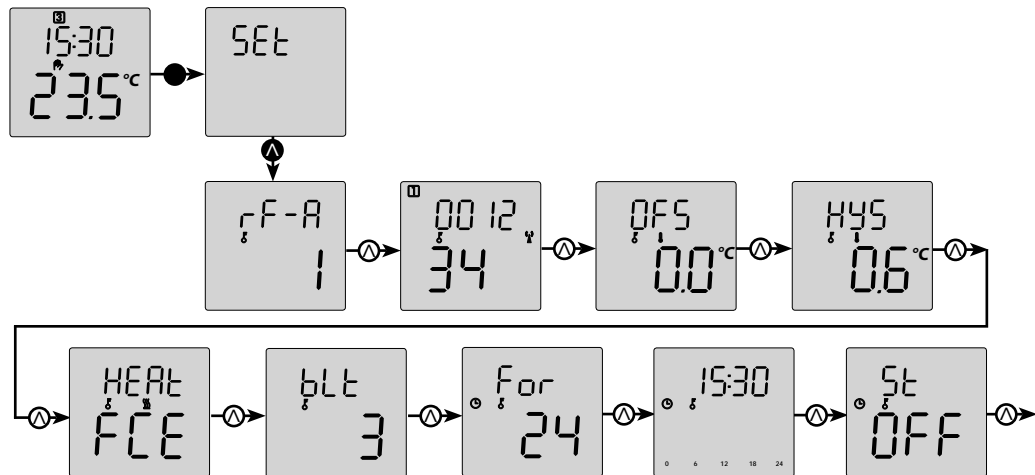 3
15:30
23.5 °C
SEt
rF-A
1
1
0012
34
OFS
0.0 °C
HYS
0.6 °C
HEAt
FCE
bLt
3
For
24
15:30
0 6 12 18 24
St
OFF